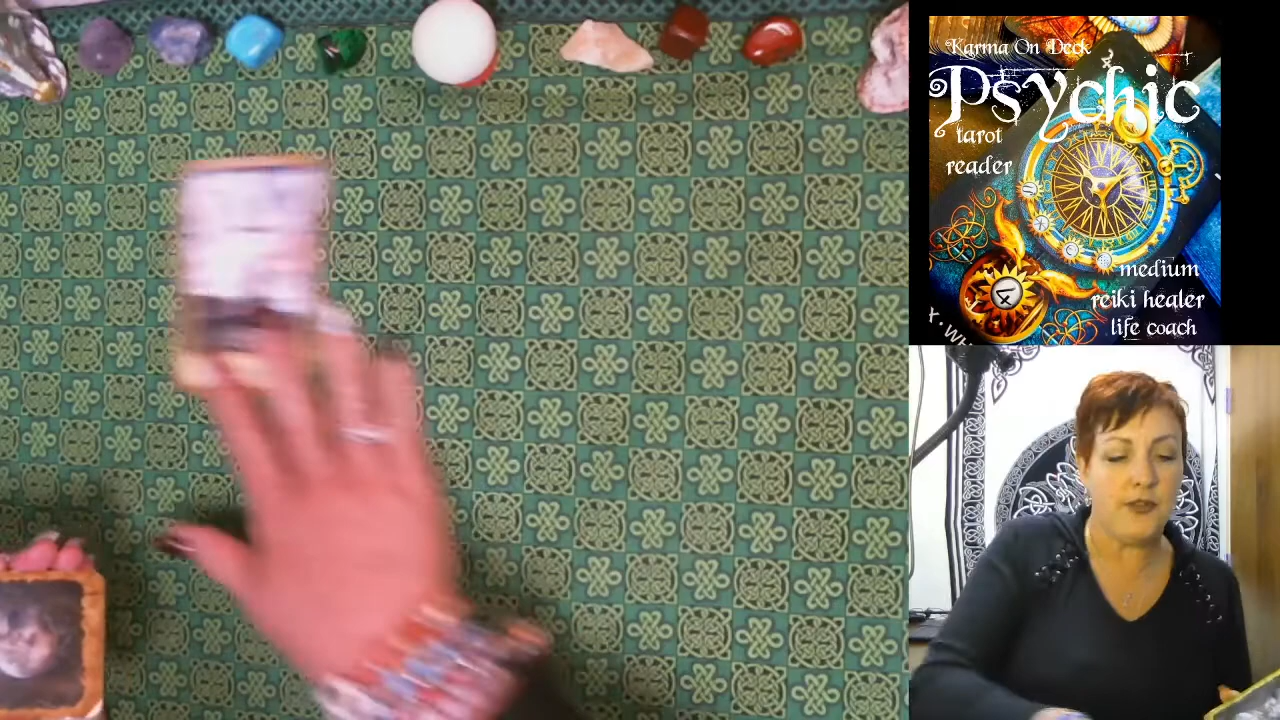 Karma On Deck
Psychic
tarot
reader
medium
reiki healer
life coach